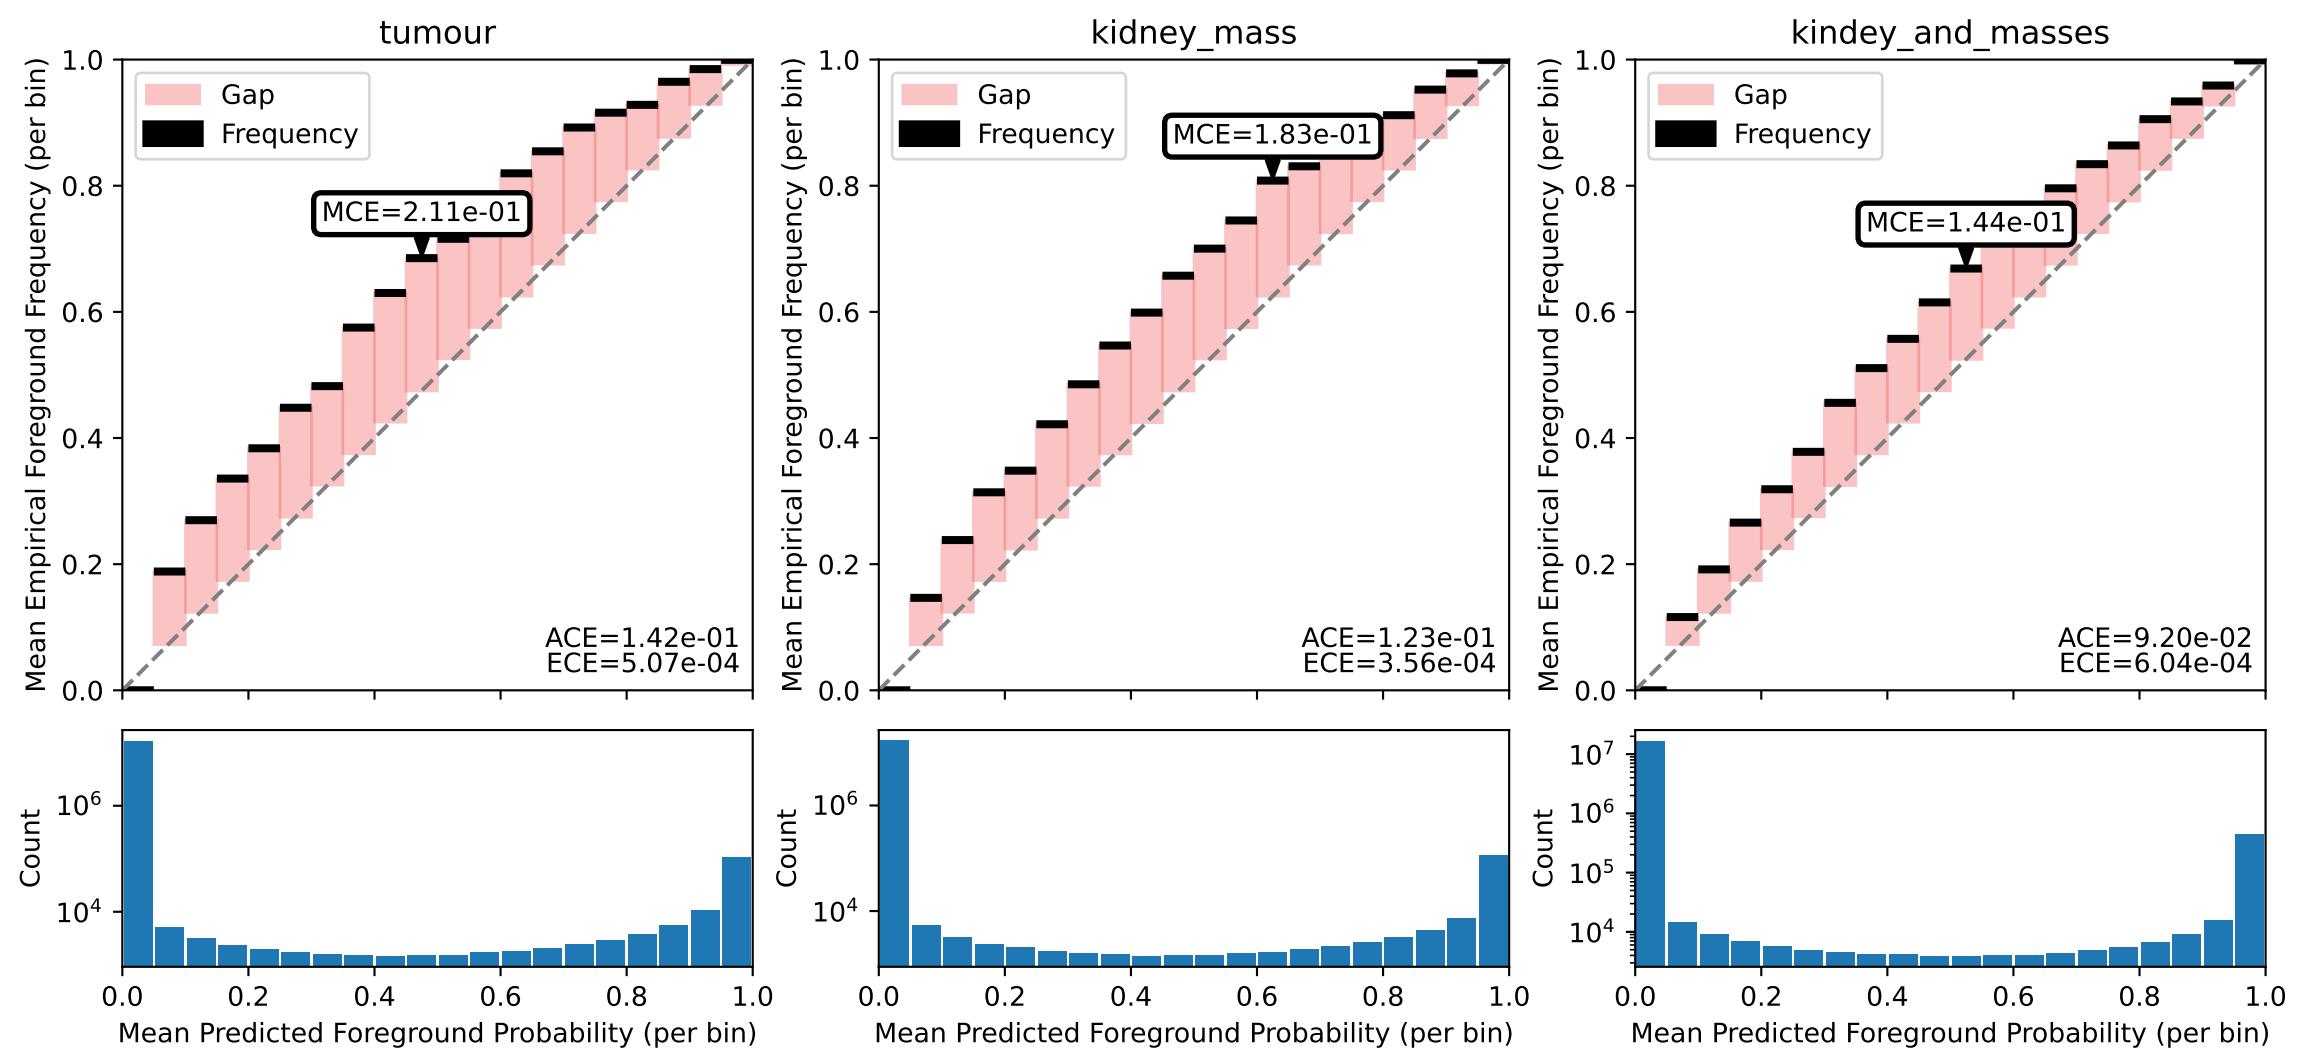 tumour
Mean Empirical Foreground Frequency (per bin)
1.0
0.8
0.6
0.4
0.2
0.0
Gap
Frequency
MCE=2.11e-01
ACE=1.42e-01
ECE=5.07e-04
Count
10^6
10^4
0.0 0.2 0.4 0.6 0.8 1.0
Mean Predicted Foreground Probability (per bin)
kidney_mass
Mean Empirical Foreground Frequency (per bin)
1.0
0.8
0.6
0.4
0.2
0.0
Gap
Frequency
MCE=1.83e-01
ACE=1.23e-01
ECE=3.56e-04
Count
10^6
10^4
0.0 0.2 0.4 0.6 0.8 1.0
Mean Predicted Foreground Probability (per bin)
kindey_and_masses
Mean Empirical Foreground Frequency (per bin)
1.0
0.8
0.6
0.4
0.2
0.0
Gap
Frequency
MCE=1.44e-01
ACE=9.20e-02
ECE=6.04e-04
Count
10^7
10^6
10^5
10^4
0.0 0.2 0.4 0.6 0.8 1.0
Mean Predicted Foreground Probability (per bin)